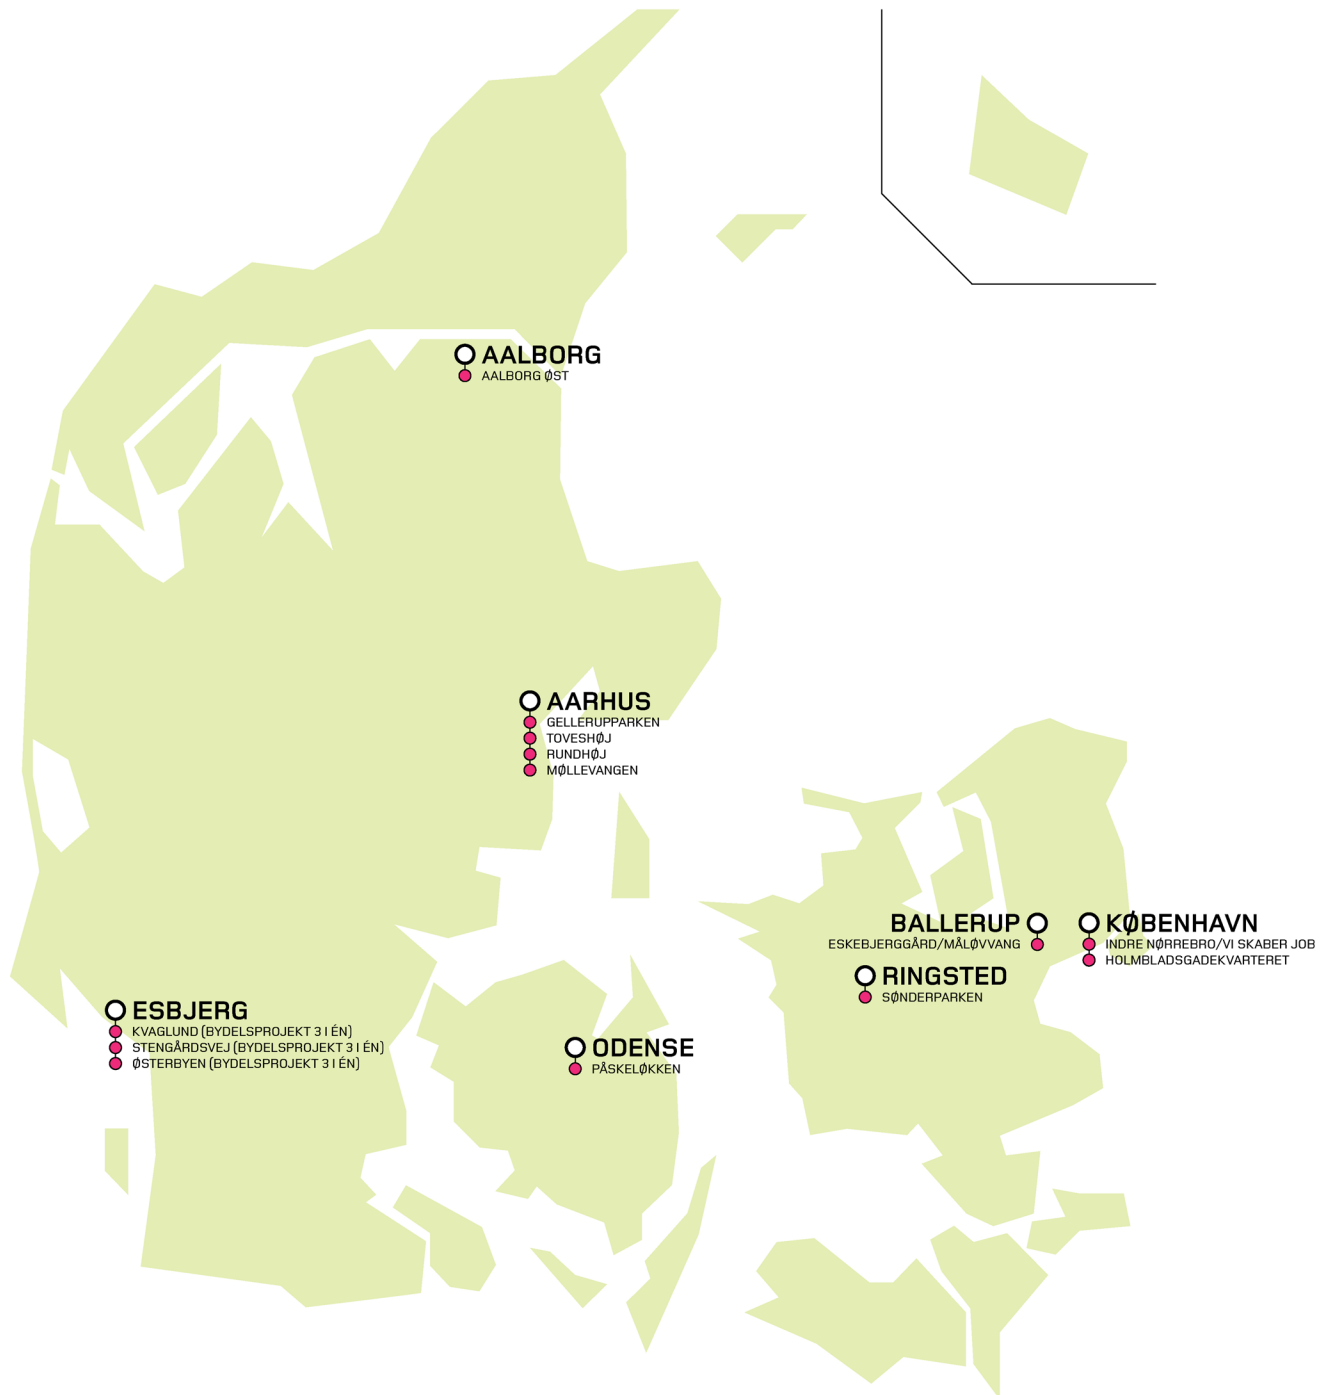 AALBORG
AALBORG ØST
AARHUS
GELLERUPPARKEN
TOVESHØJ
RUNDHØJ
MØLLEVANGEN
BALLERUP
ESKEBJERGGÅRD/MÅLØVVANG
KØBENHAVN
INDRE NØRREBRO/VI SKABER JOB
HOLMBLADSGADEKVARTERET
RINGSTED
SØNDERPARKEN
ESBJERG
KVAGLUND (BYDELSPROJEKT 3 I ÉN)
STENGÅRDSVEJ (BYDELSPROJEKT 3 I ÉN)
ØSTERBYEN (BYDELSPROJEKT 3 I ÉN)
ODENSE
PÅSKELØKKEN